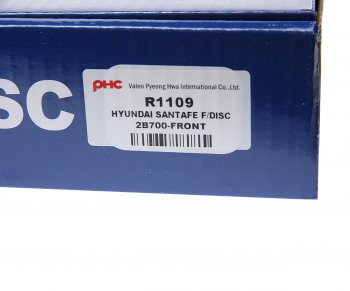 SC
PHC Valeo Pyeong Hwa International Co.,Ltd.
R1109
HYUNDAI SANTAFE F/DISC
2B700-FRONT